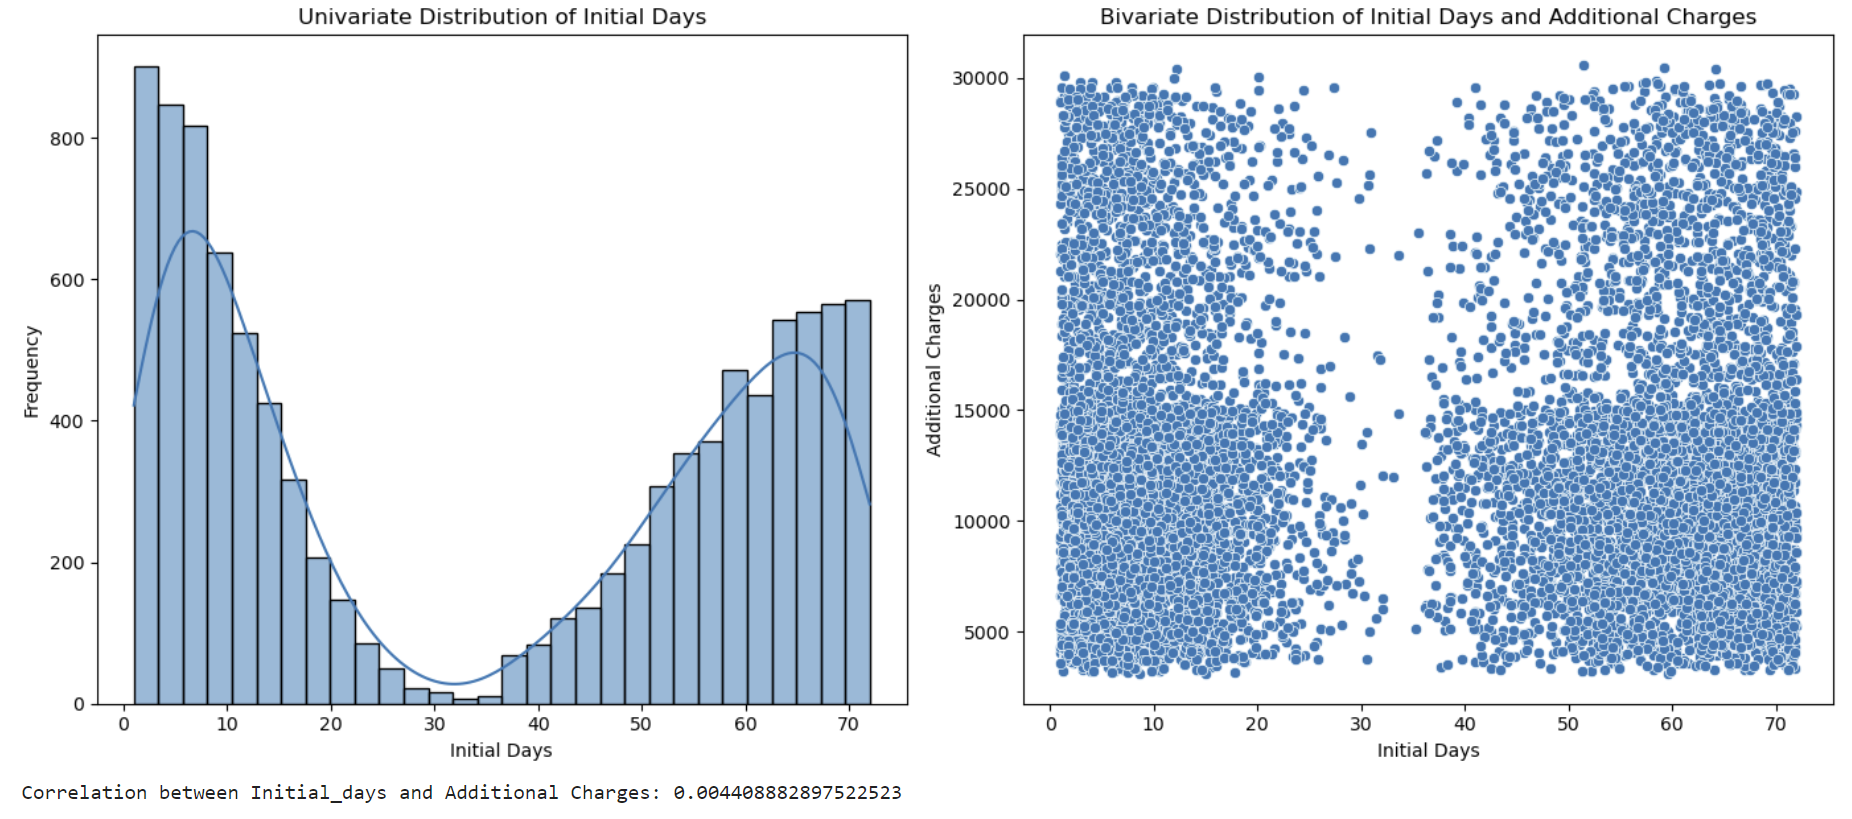 Univariate Distribution of Initial Days
Frequency
800
600
400
200
0
0 10 20 30 40 50 60 70
Initial Days
Bivariate Distribution of Initial Days and Additional Charges
Additional Charges
30000
25000
20000
15000
10000
5000
0 10 20 30 40 50 60 70
Initial Days
Correlation between Initial_days and Additional Charges: 0.004408882897522523